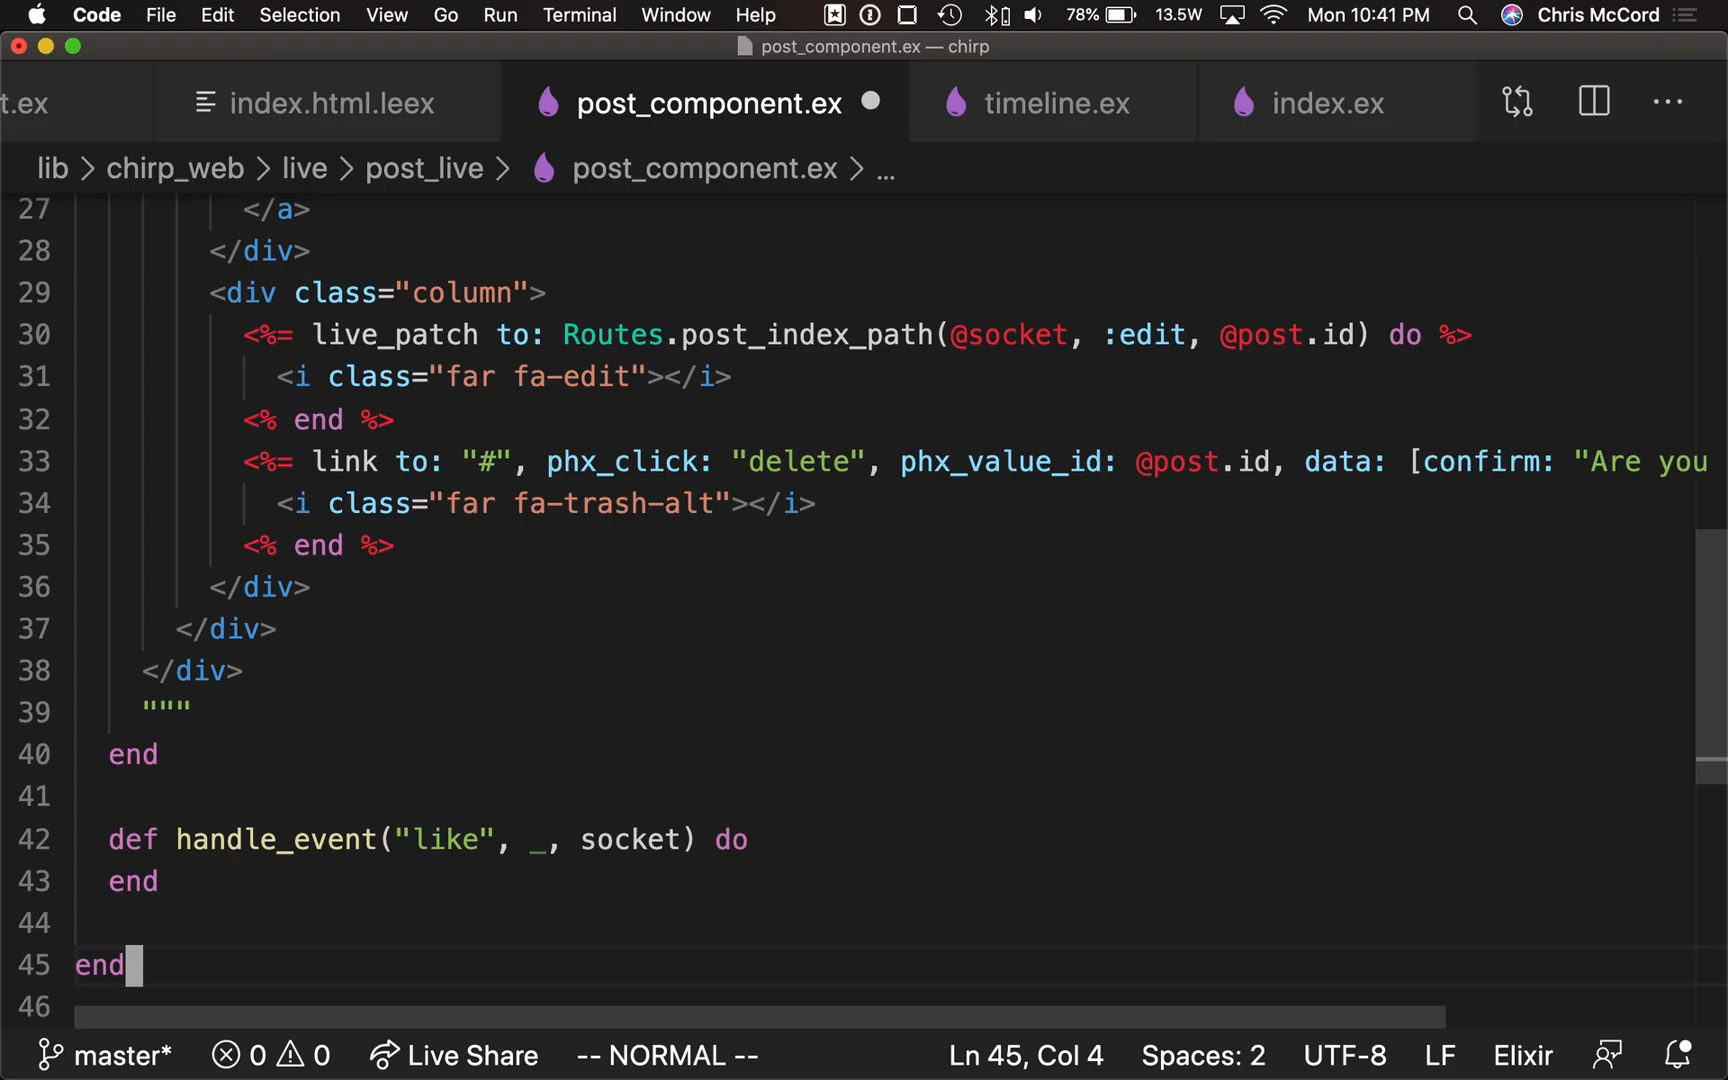 Code File Edit Selection View Go Run Terminal Window Help 78% 13.5W Mon 10:41 PM Chris McCord
post_component.ex — chirp
t.ex index.html.leex post_component.ex timeline.ex index.ex ...
lib > chirp_web > live > post_live > post_component.ex > ...
27 </a>
28 </div>
29 <div class="column">
30 <%= live_patch to: Routes.post_index_path(@socket, :edit, @post.id) do %>
31 <i class="far fa-edit"></i>
32 <% end %>
33 <%= link to: "#", phx_click: "delete", phx_value_id: @post.id, data: [confirm: "Are you
34 <i class="far fa-trash-alt"></i>
35 <% end %>
36 </div>
37 </div>
38 </div>
39 """
40 end
41
42 def handle_event("like", _, socket) do
43 end
44
45 end
46
master* 0 0 Live Share -- NORMAL -- Ln 45, Col 4 Spaces: 2 UTF-8 LF Elixir